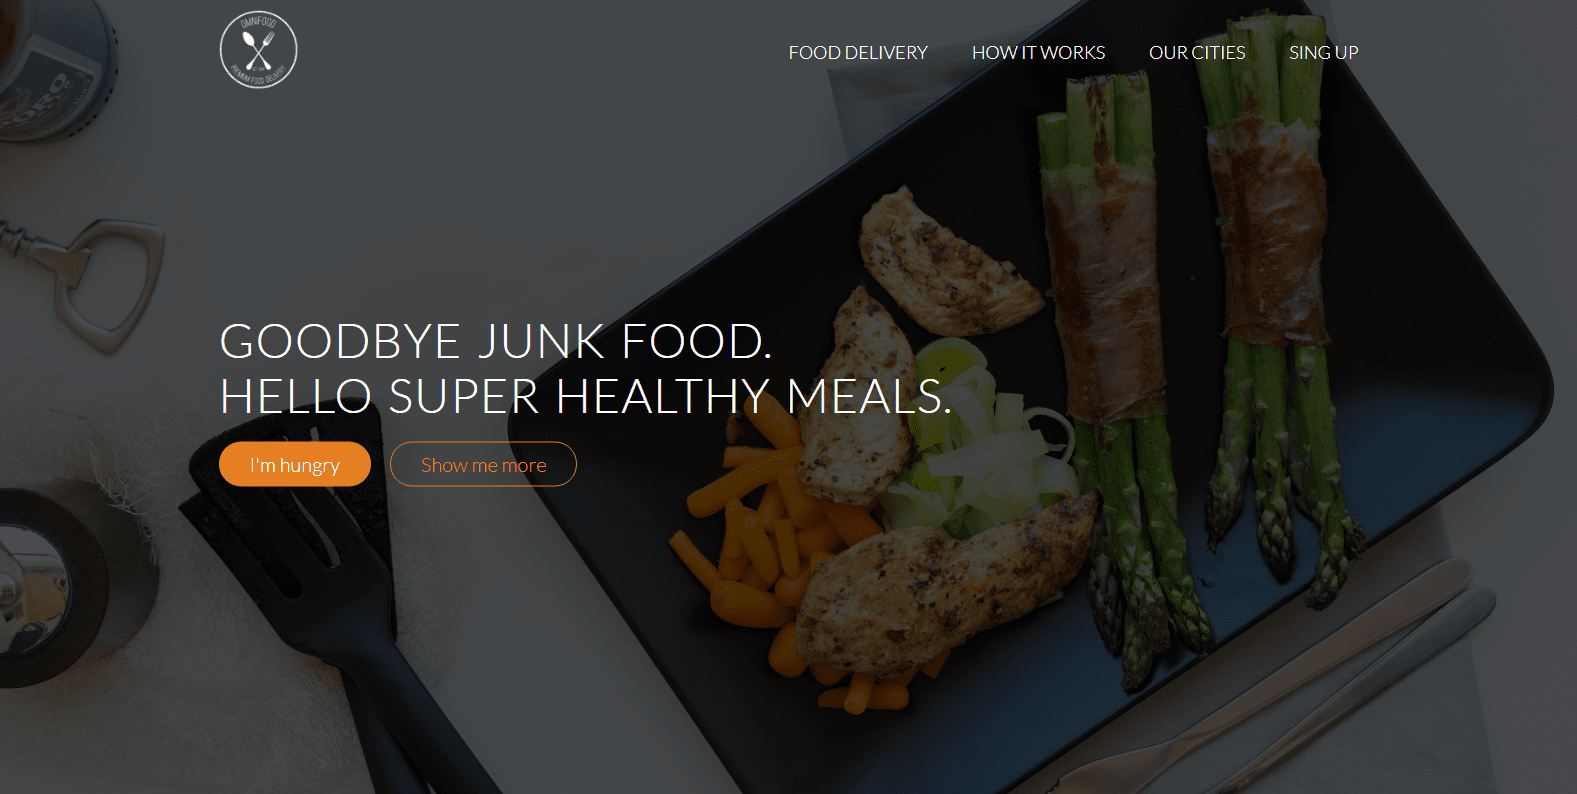 OMNIFOOD
PREMIUM FOOD DELIVERY
FOOD DELIVERY
HOW IT WORKS
OUR CITIES
SING UP
GOODBYE JUNK FOOD.
HELLO SUPER HEALTHY MEALS.
I'm hungry
Show me more